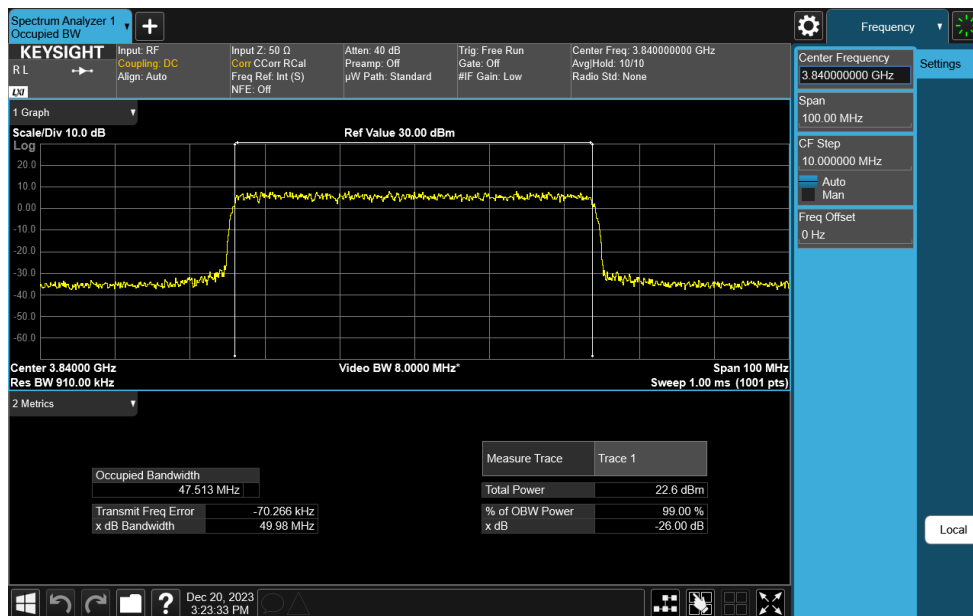 Spectrum Analyzer 1
Occupied BW
Frequency
KEYSIGHT
R L
LXI
Input: RF
Coupling: DC
Align: Auto
Input Z: 50 Ω
Corr CCorr RCal
Freq Ref: Int (S)
NFE: Off
Atten: 40 dB
Preamp: Off
µW Path: Standard
Trig: Free Run
Gate: Off
#IF Gain: Low
Center Freq: 3.840000000 GHz
Avg|Hold: 10/10
Radio Std: None
Center Frequency
3.840000000 GHz
Settings
Span
100.00 MHz
CF Step
10.000000 MHz
Auto
Man
Freq Offset
0 Hz
Local
1 Graph
Scale/Div 10.0 dB
Ref Value 30.00 dBm
Log
20.0
10.0
0.00
-10.0
-20.0
-30.0
-40.0
-50.0
-60.0
Center 3.84000 GHz
Video BW 8.0000 MHz*
Span 100 MHz
Res BW 910.00 kHz
Sweep 1.00 ms (1001 pts)
2 Metrics
Measure Trace
Trace 1
Occupied Bandwidth
47.513 MHz
Total Power
22.6 dBm
Transmit Freq Error
-70.266 kHz
% of OBW Power
99.00 %
x dB Bandwidth
49.98 MHz
x dB
-26.00 dB
Dec 20, 2023
3:23:33 PM